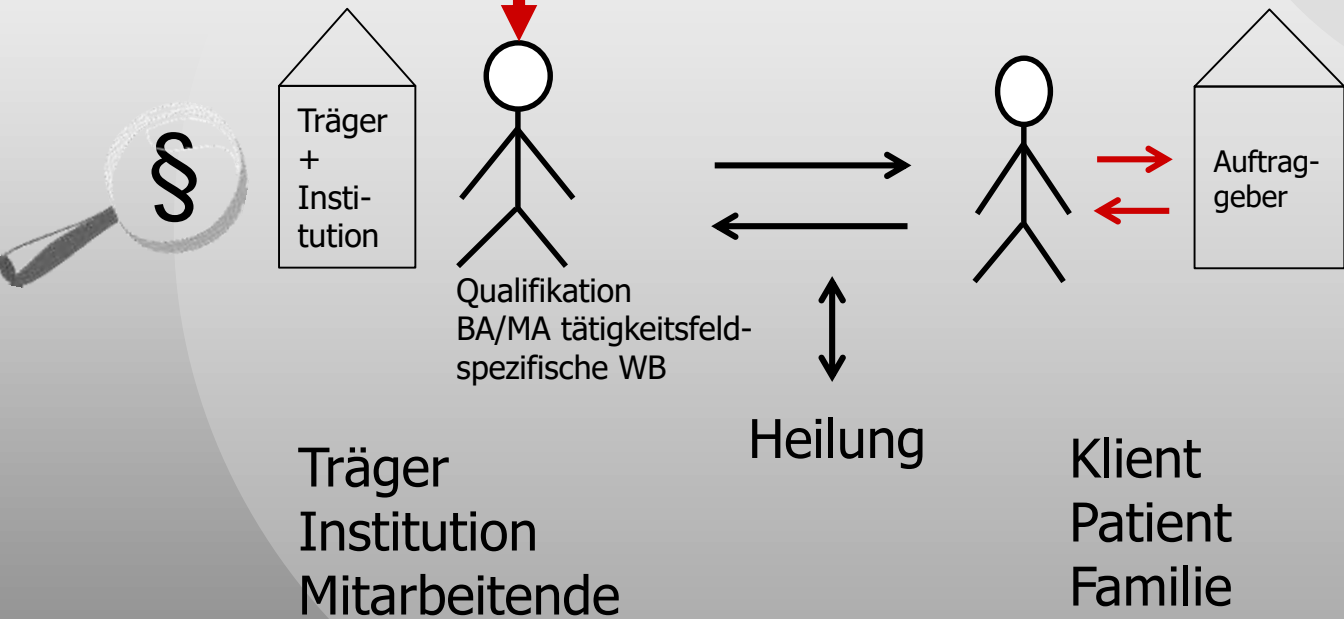 §
Träger
+
Insti-
tution
Qualifikation
BA/MA tätigkeitsfeld-
spezifische WB
Auftrag-
geber
Heilung
Träger
Institution
Mitarbeitende
Klient
Patient
Familie